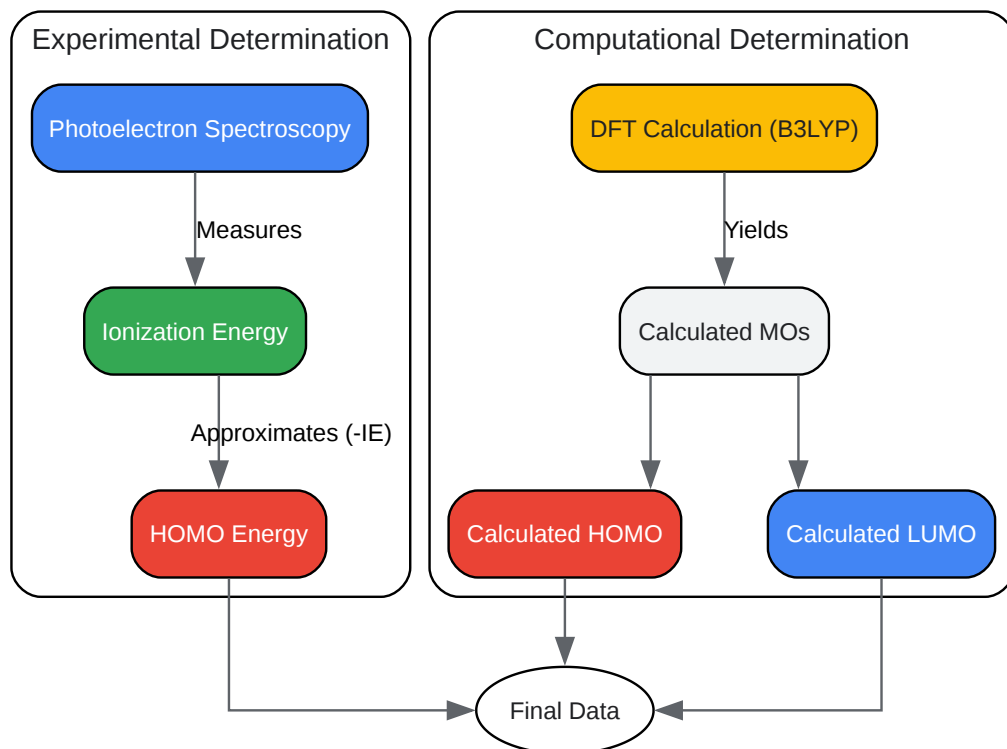 Experimental Determination
Photoelectron Spectroscopy
Measures
Ionization Energy
Approximates (-IE)
HOMO Energy
Computational Determination
DFT Calculation (B3LYP)
Yields
Calculated MOs
Calculated HOMO
Calculated LUMO
Final Data